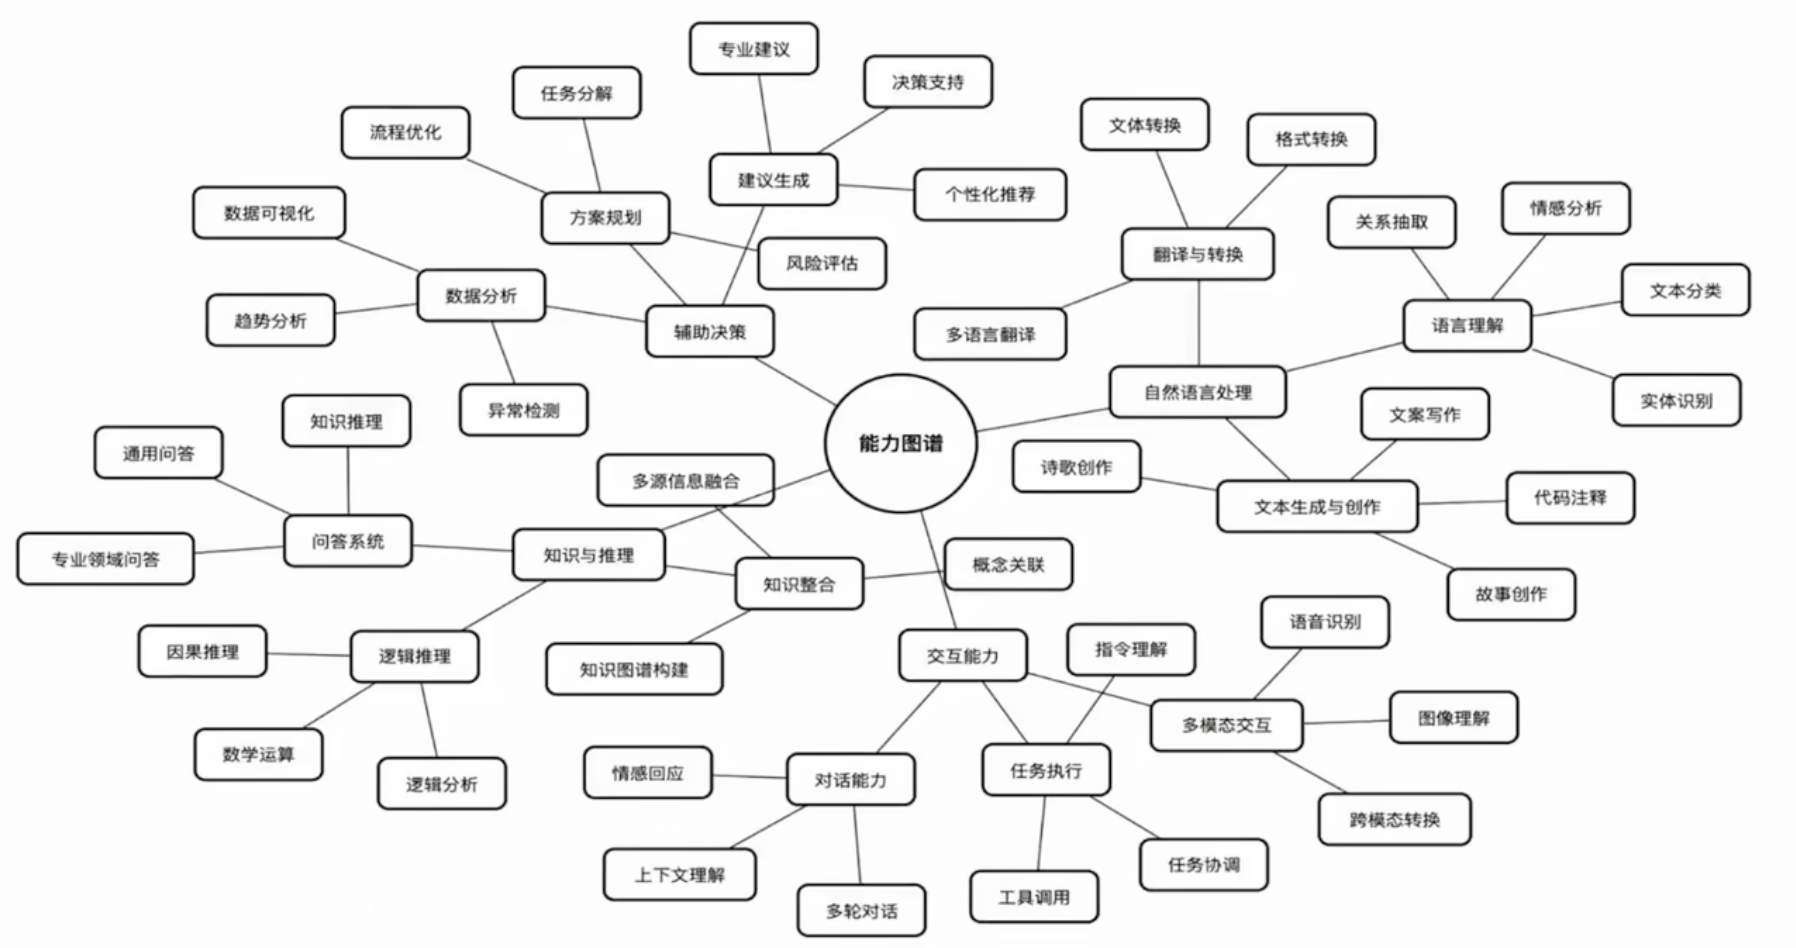 专业建议
决策支持
任务分解
流程优化
文体转换
格式转换
建议生成
个性化推荐
数据可视化
方案规划
关系抽取
情感分析
风险评估
翻译与转换
数据分析
文本分类
趋势分析
辅助决策
多语言翻译
语言理解
异常检测
自然语言处理
实体识别
知识推理
文案写作
通用问答
能力图谱
诗歌创作
多源信息融合
文本生成与创作
代码注释
问答系统
专业领域问答
知识与推理
知识整合
概念关联
故事创作
语音识别
因果推理
逻辑推理
知识图谱构建
交互能力
指令理解
多模态交互
图像理解
数学运算
逻辑分析
情感回应
对话能力
任务执行
跨模态转换
上下文理解
任务协调
多轮对话
工具调用